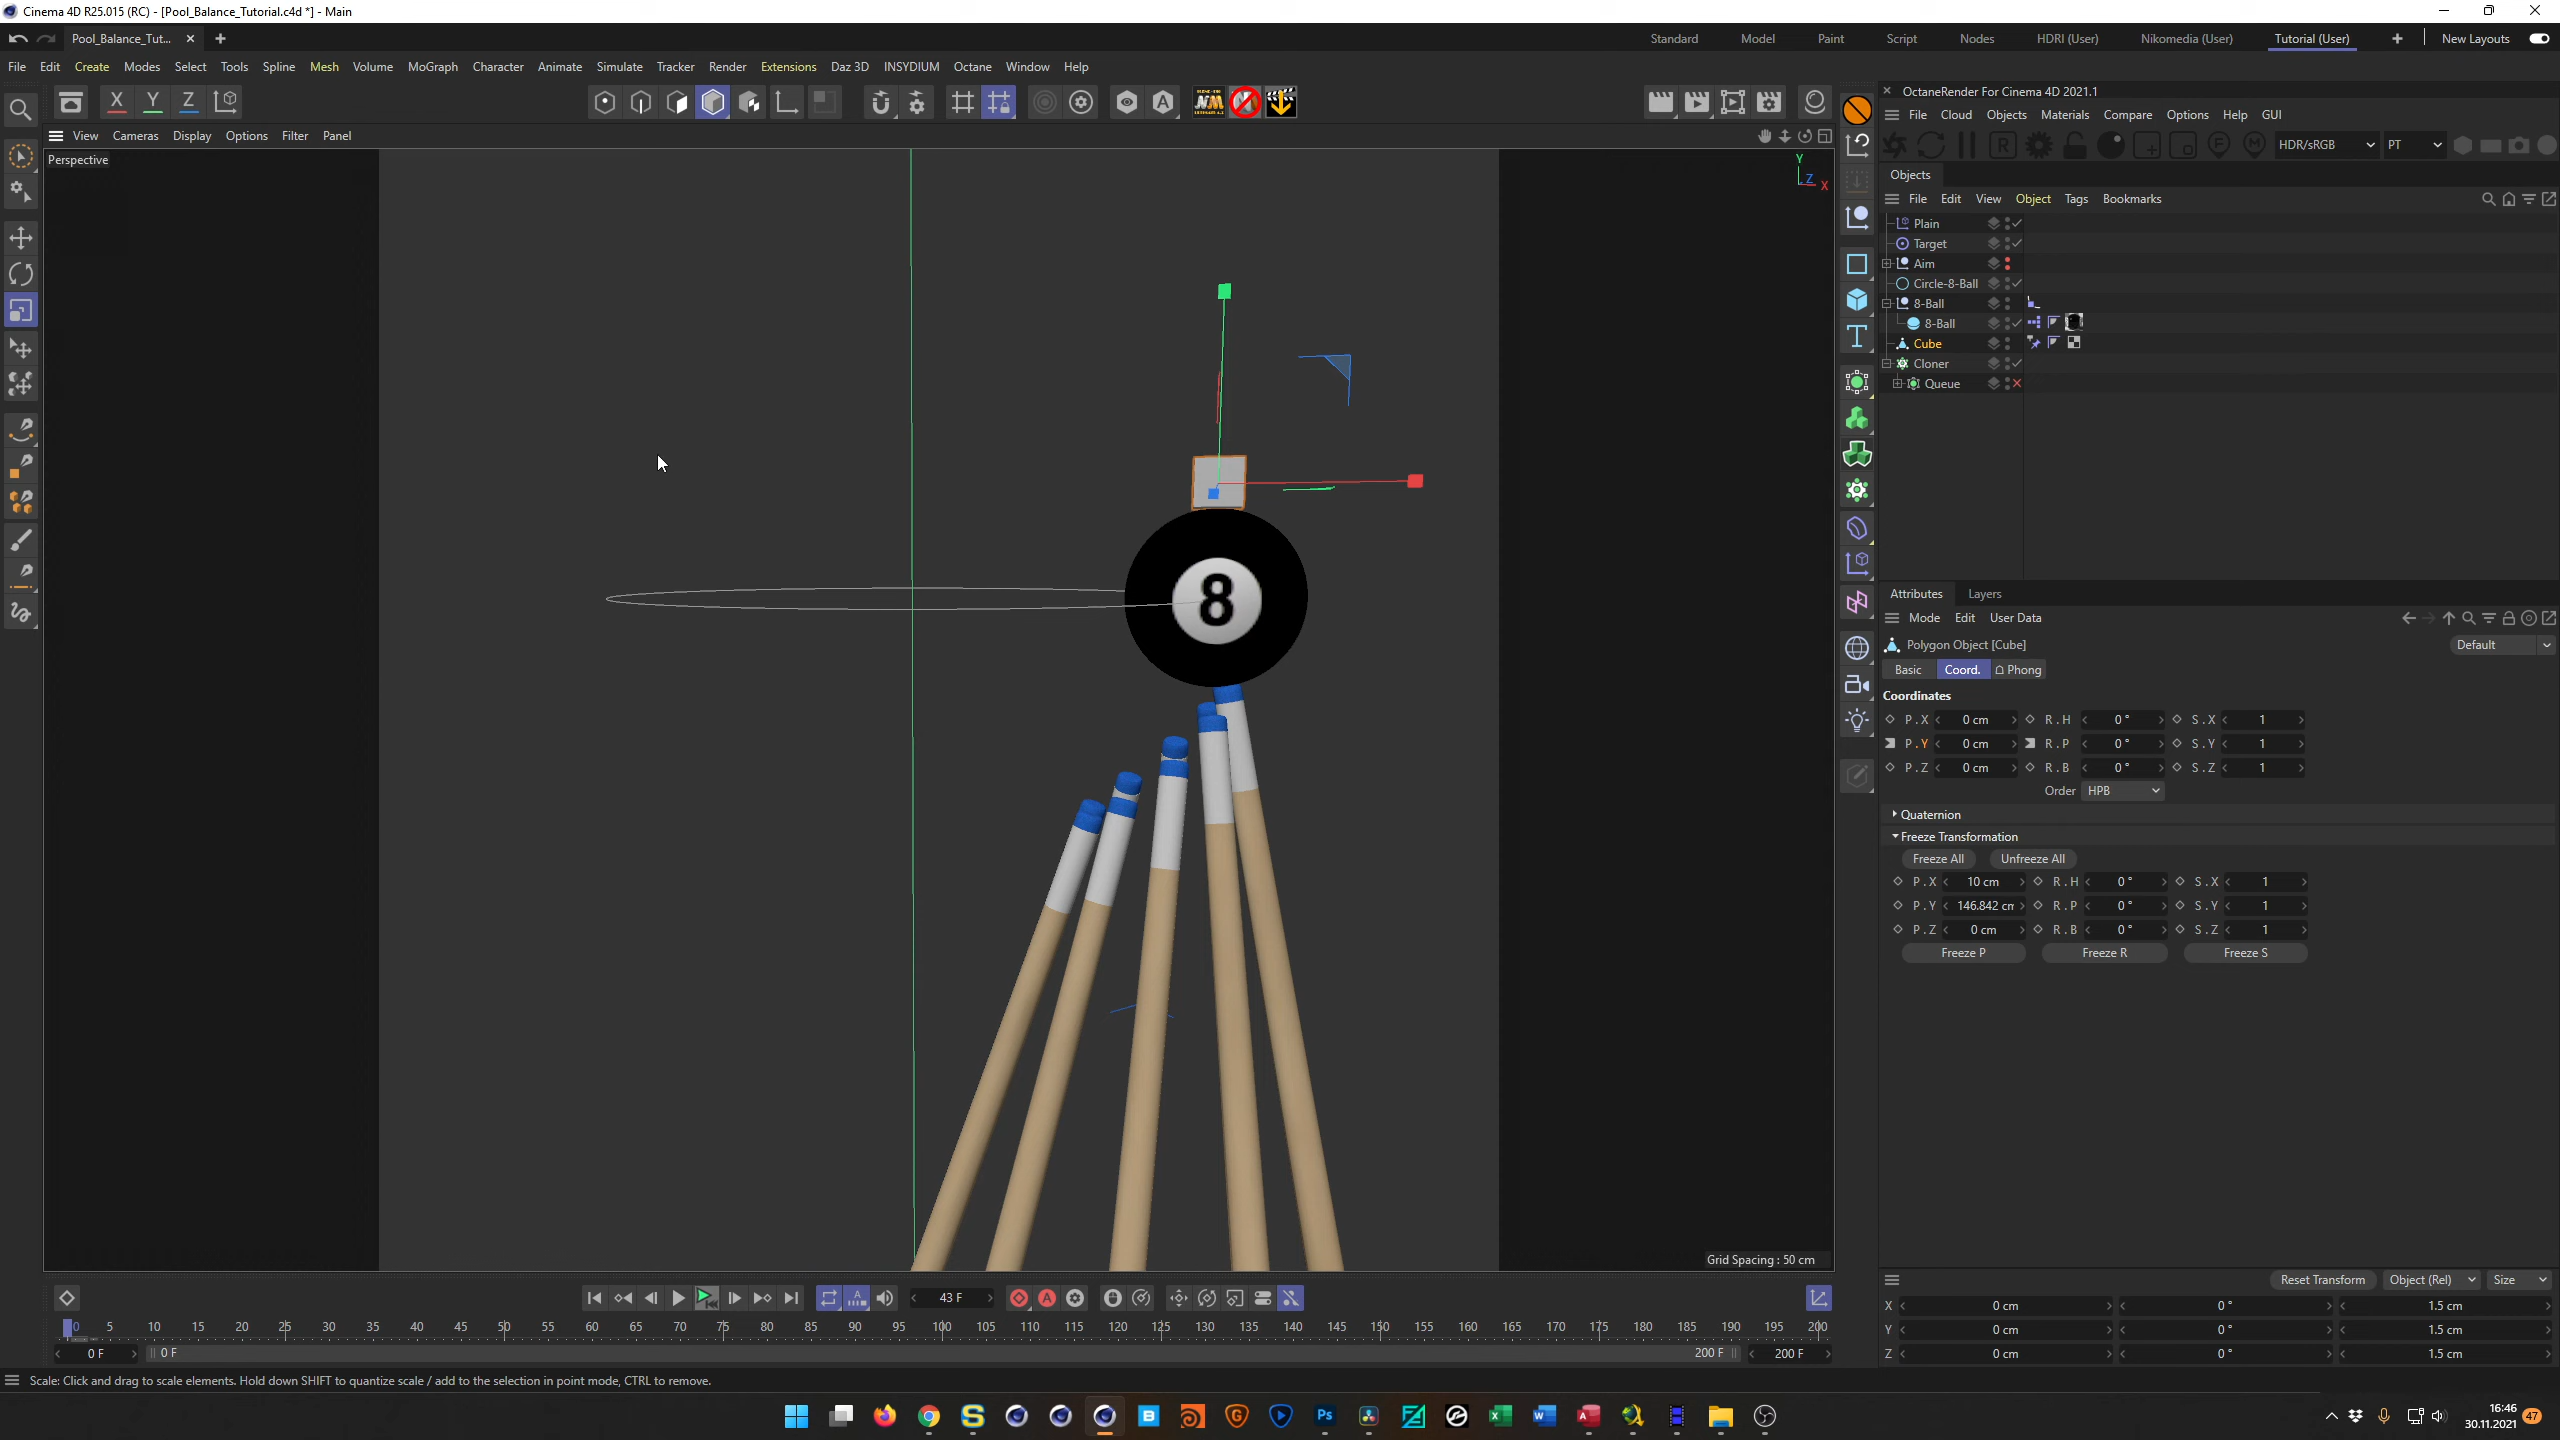 Cinema 4D R25.015 (RC) - [Pool_Balance_Tutorial.c4d *] - Main
Pool_Balance_Tut...
Standard Model Paint Script Nodes HDRI (User) Nikomedia (User) Tutorial (User) New Layouts
File Edit Create Modes Select Tools Spline Mesh Volume MoGraph Character Animate Simulate Tracker Render Extensions Daz 3D INSYDIUM Octane Window Help
X Y Z
OctaneRender For Cinema 4D 2021.1
File Cloud Objects Materials Compare Options Help GUI
HDR/sRGB PT
View Cameras Display Options Filter Panel
Perspective
Y
Z X
Objects
File Edit View Object Tags Bookmarks
Plain
Target
Aim
Circle-8-Ball
8-Ball
8-Ball
Cube
Cloner
Queue
8
Attributes Layers
Mode Edit User Data
Polygon Object [Cube]
Default
Basic Coord. Phong
Coordinates
P.X 0 cm R.H 0° S.X 1
P.Y 0 cm R.P 0° S.Y 1
P.Z 0 cm R.B 0° S.Z 1
Order HPB
Quaternion
Freeze Transformation
Freeze All Unfreeze All
P.X 10 cm R.H 0° S.X 1
P.Y 146.842 cm R.P 0° S.Y 1
P.Z 0 cm R.B 0° S.Z 1
Freeze P Freeze R Freeze S
Grid Spacing : 50 cm
43 F
0 5 10 15 20 25 30 35 40 45 50 55 60 65 70 75 80 85 90 95 100 105 110 115 120 125 130 135 140 145 150 155 160 165 170 175 180 185 190 195 200
0 F 0 F 200 F 200 F
Reset Transform Object (Rel) Size
X 0 cm 0° 1.5 cm
Y 0 cm 0° 1.5 cm
Z 0 cm 0° 1.5 cm
Scale: Click and drag to scale elements. Hold down SHIFT to quantize scale / add to the selection in point mode, CTRL to remove.
16:46
30.11.2021
47